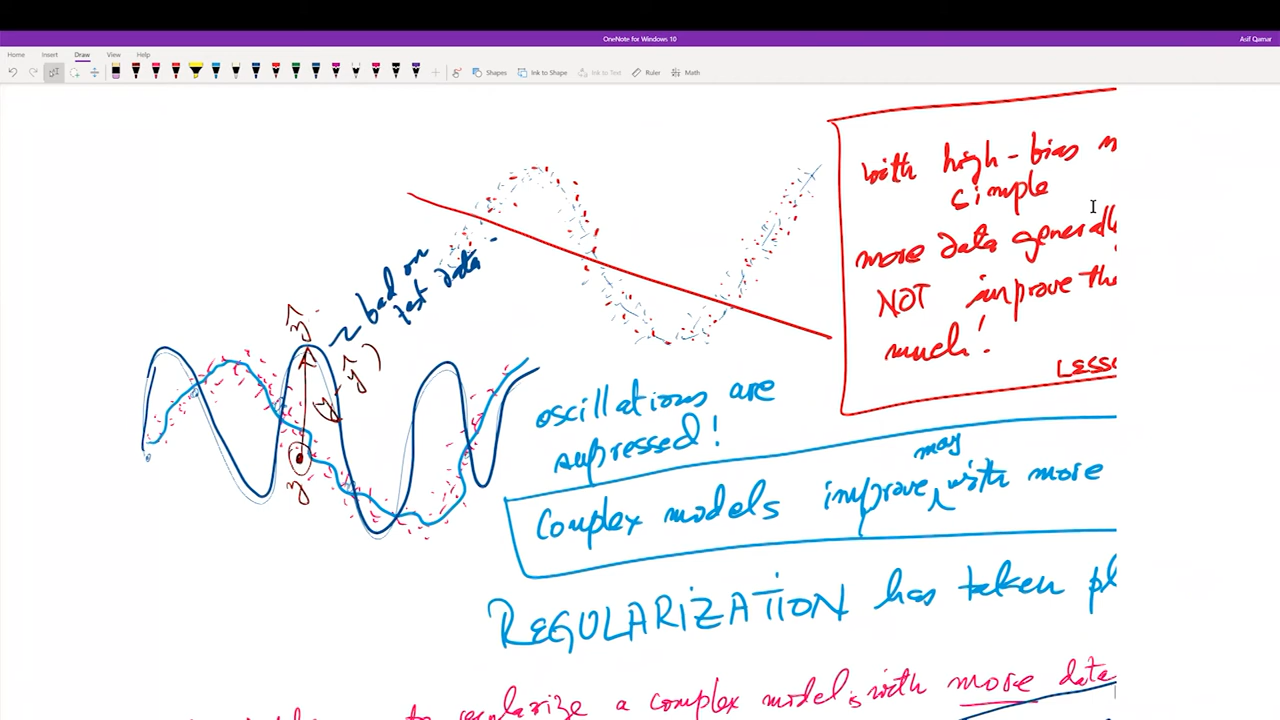 OneNote for Windows 10
Asif Qamar
Home Insert Draw View Help
Shapes Ink to Shape Ink to Text Ruler Math
with high-bias
simple
more data generally
NOT improve the
much!
LESSO
bad on
test data
ŷ
y - ŷ)
y
oscillations are
supressed!
may
Complex models improve with more
REGULARIZATION has taken pl
to regularize a complex model is with more data